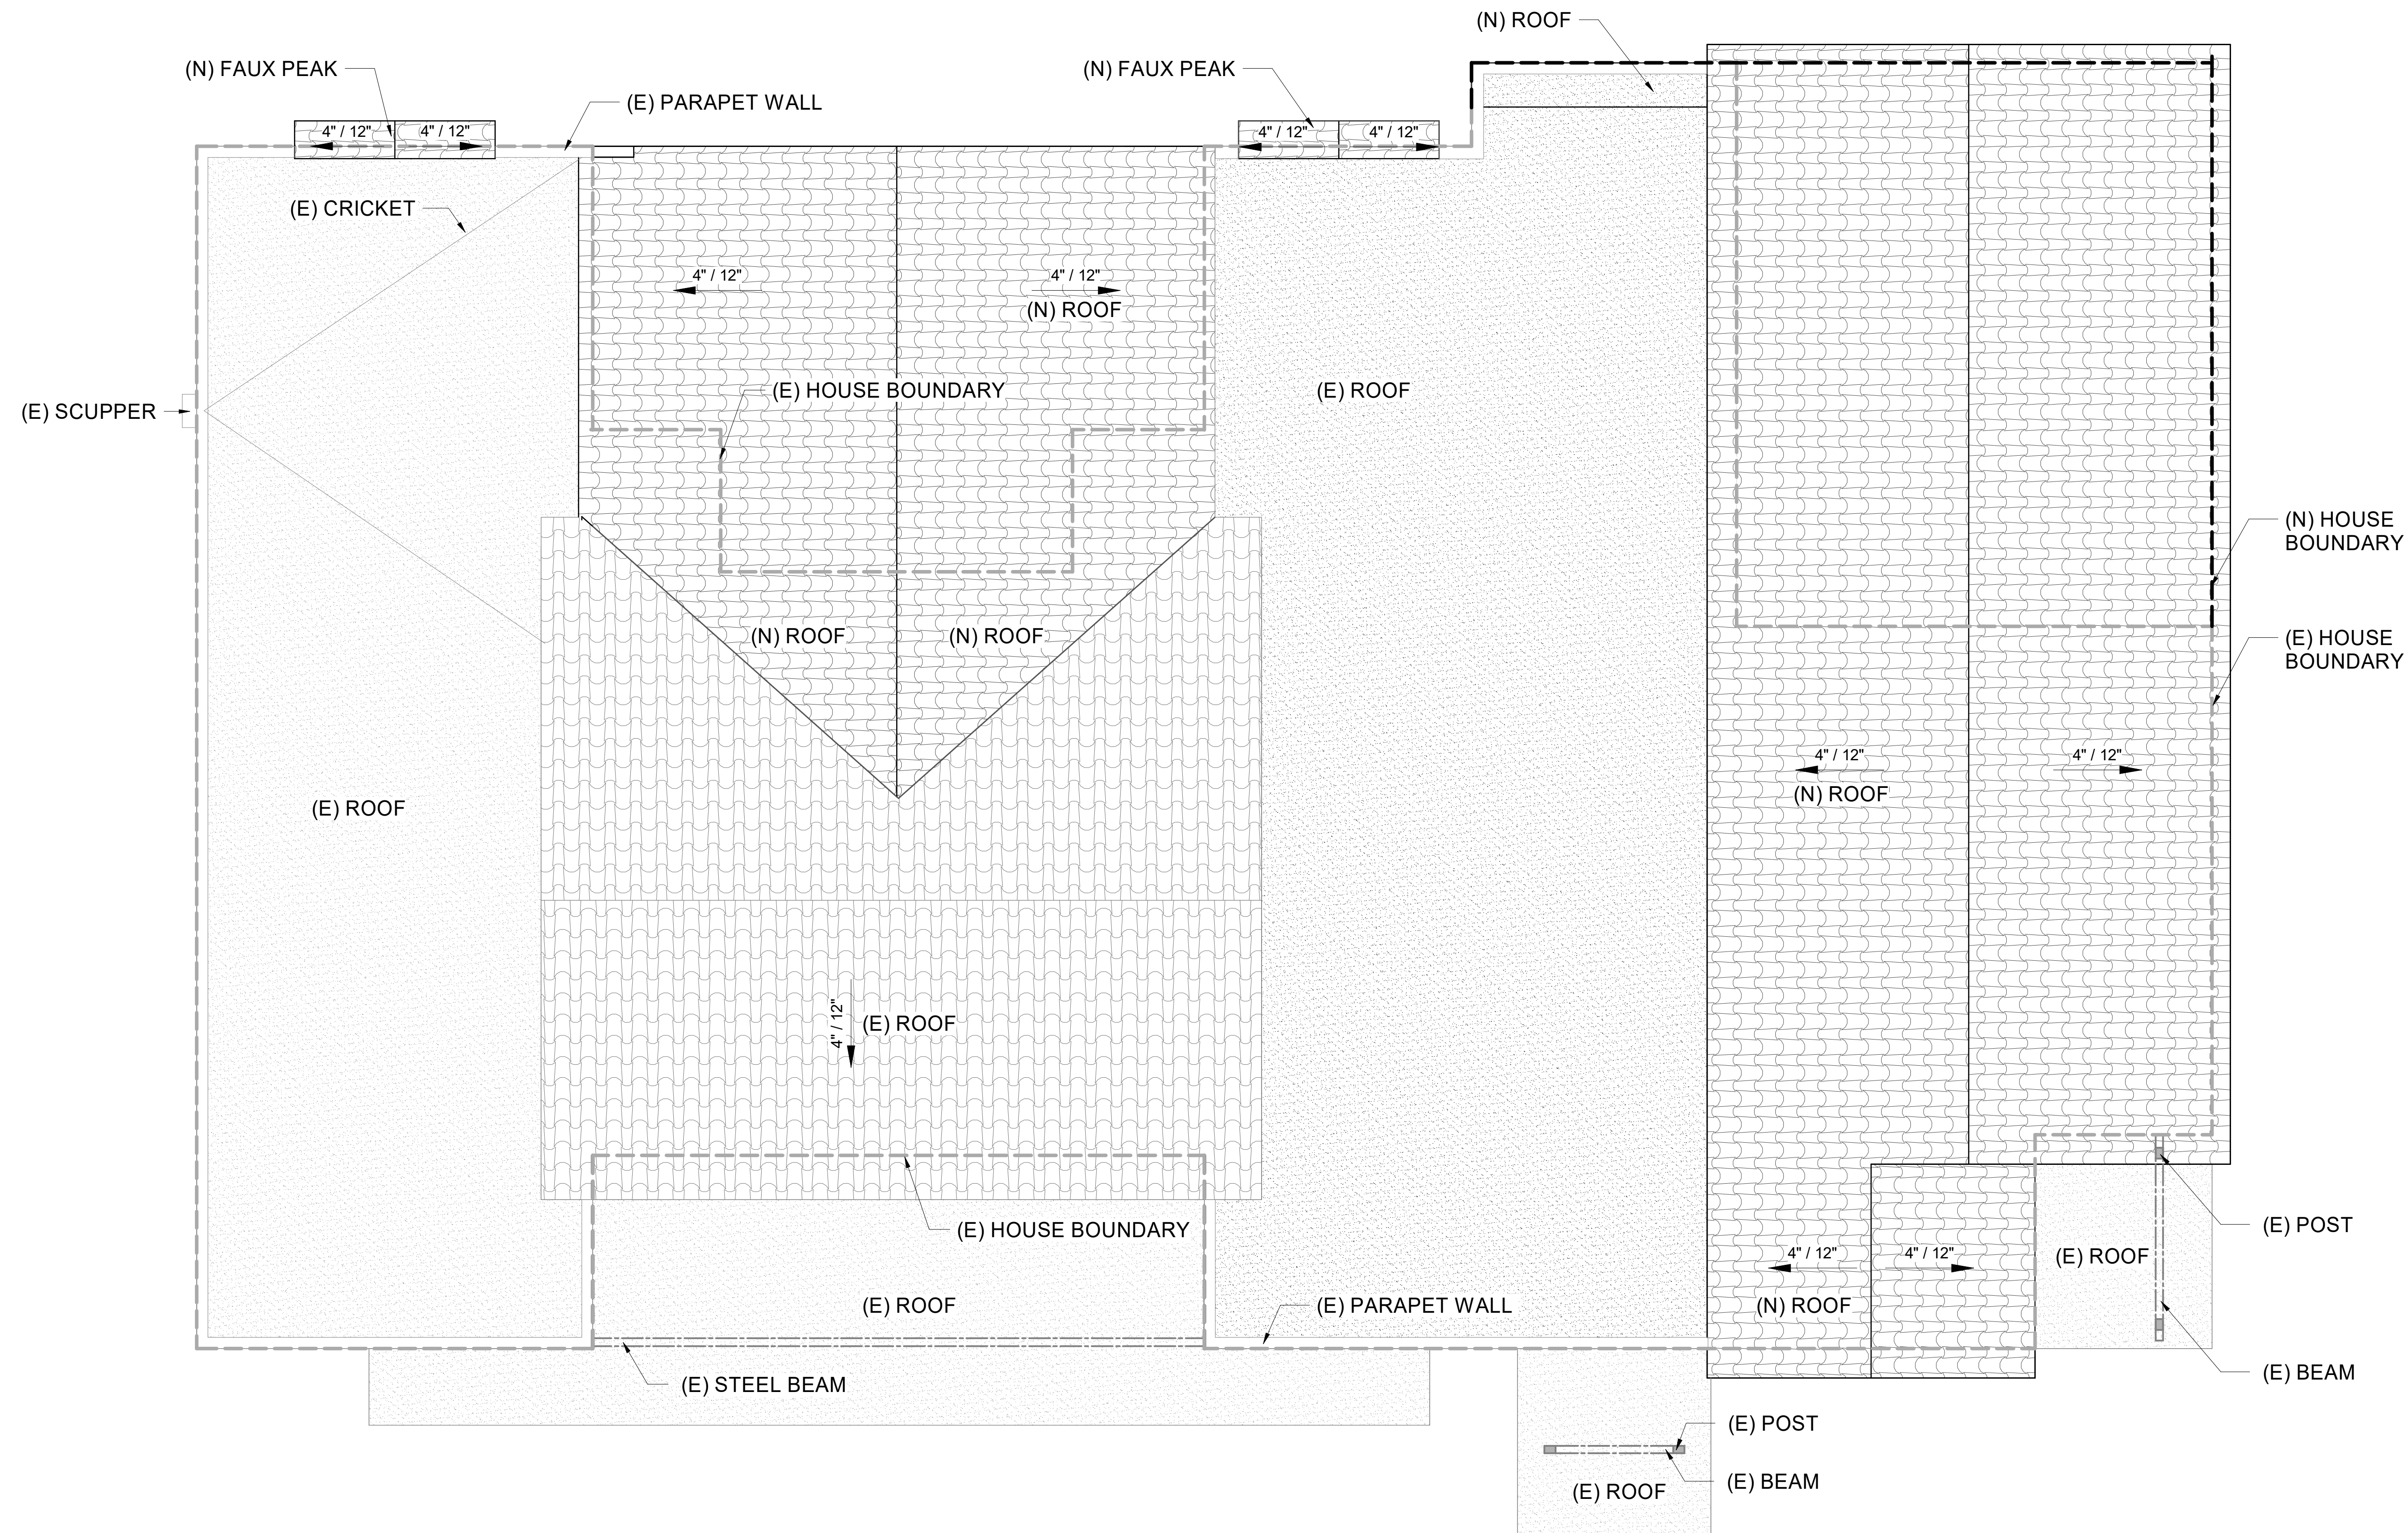 (N) ROOF
(N) FAUX PEAK
(N) FAUX PEAK
(E) PARAPET WALL
4" / 12"
4" / 12"
4" / 12"
4" / 12"
(E) CRICKET
4" / 12"
4" / 12"
(N) ROOF
(E) HOUSE BOUNDARY
(E) ROOF
(E) SCUPPER
(N) HOUSE
BOUNDARY
(N) ROOF
(N) ROOF
(E) HOUSE
BOUNDARY
4" / 12"
4" / 12"
(N) ROOF
(E) ROOF
4" / 12"
(E) ROOF
(E) HOUSE BOUNDARY
(E) POST
4" / 12"
4" / 12"
(E) ROOF
(E) ROOF
(E) PARAPET WALL
(N) ROOF
(E) STEEL BEAM
(E) BEAM
(E) POST
(E) BEAM
(E) ROOF